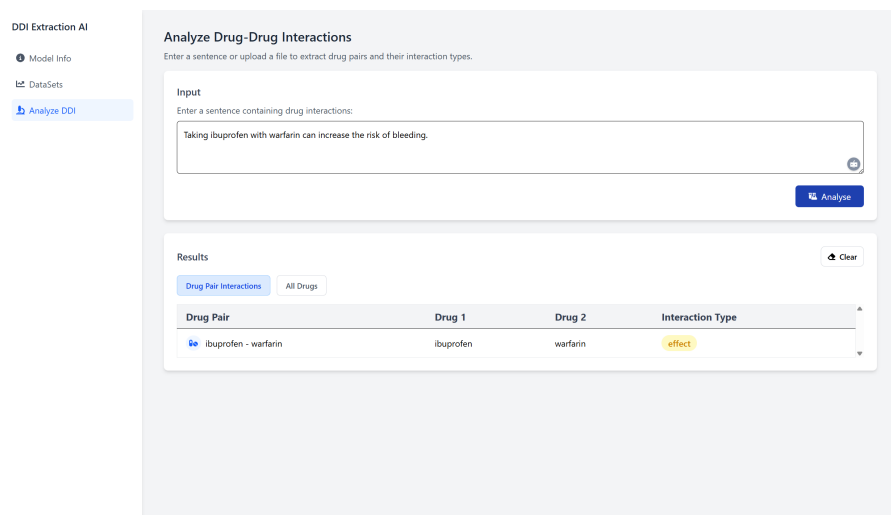 DDI Extraction AI
Model Info
DataSets
Analyze DDI
Analyze Drug-Drug Interactions
Enter a sentence or upload a file to extract drug pairs and their interaction types.
Input
Enter a sentence containing drug interactions:
Taking ibuprofen with warfarin can increase the risk of bleeding.
Analyse
Results
Clear
Drug Pair Interactions All Drugs
Drug Pair Drug 1 Drug 2 Interaction Type
ibuprofen - warfarin ibuprofen warfarin effect